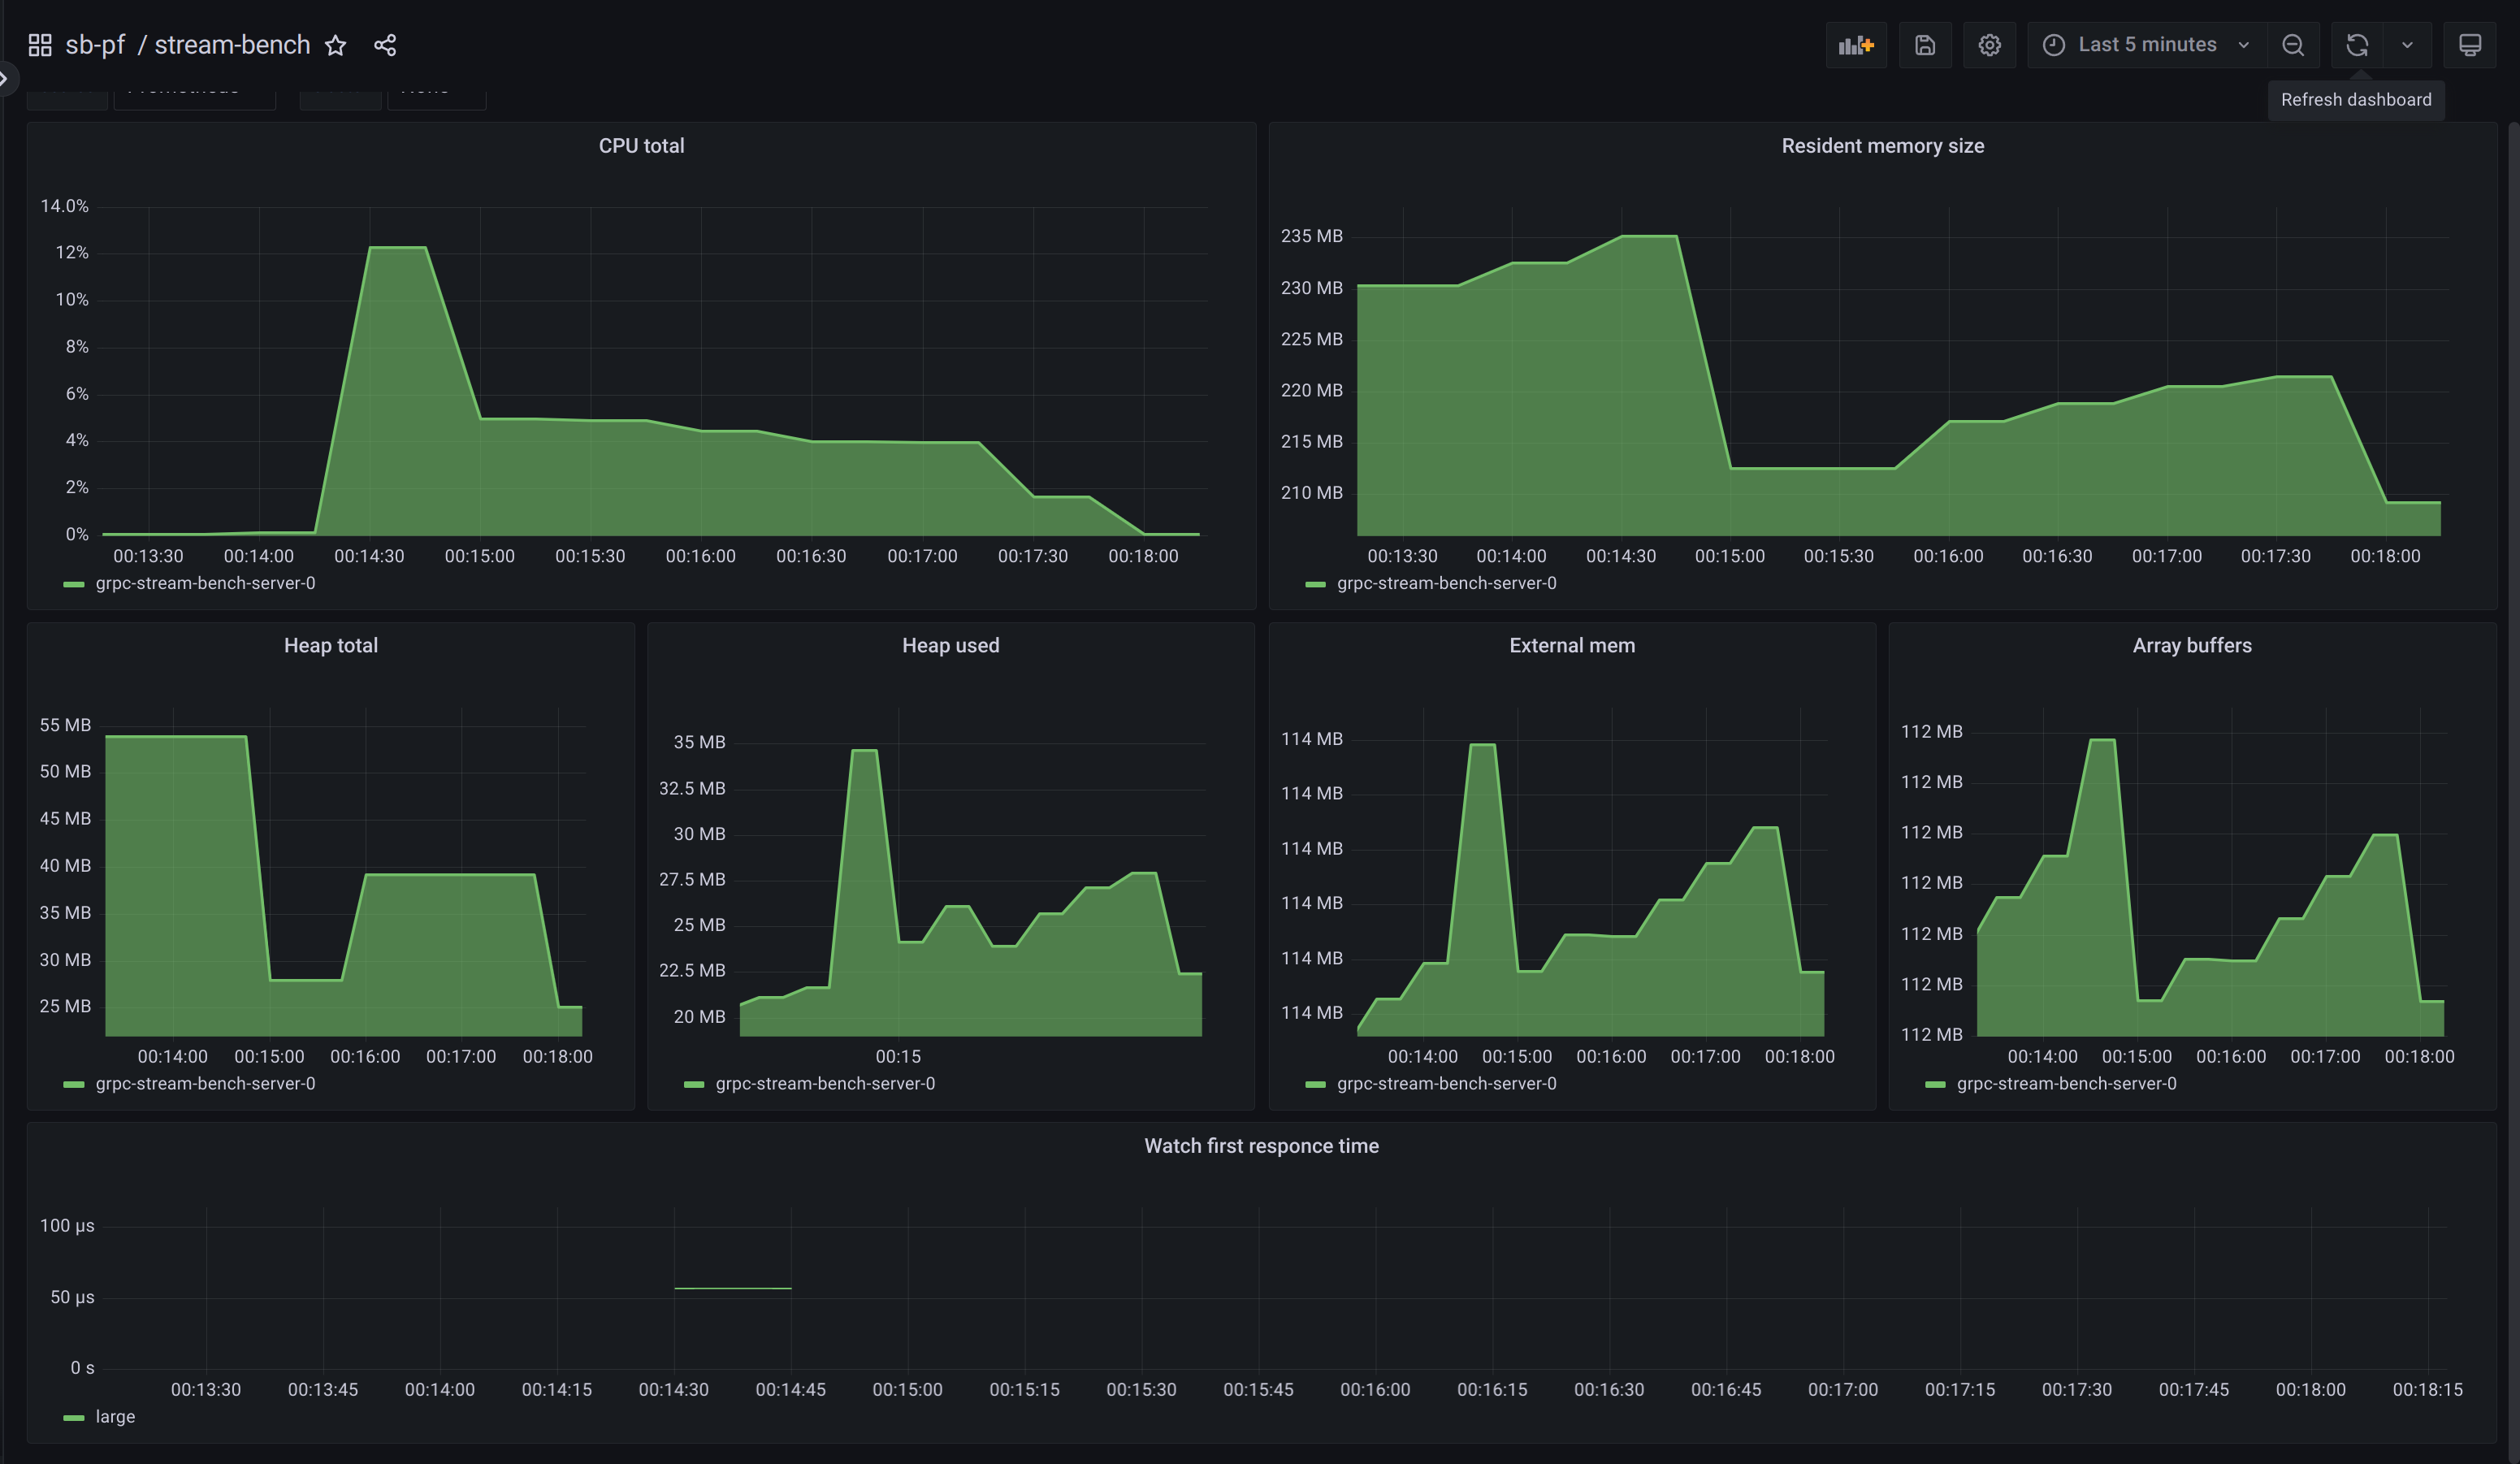 sb-pf / stream-bench
Last 5 minutes
Refresh dashboard
CPU total
14.0%
12%
10%
8%
6%
4%
2%
0%
00:13:30 00:14:00 00:14:30 00:15:00 00:15:30 00:16:00 00:16:30 00:17:00 00:17:30 00:18:00
grpc-stream-bench-server-0
Resident memory size
235 MB
230 MB
225 MB
220 MB
215 MB
210 MB
00:13:30 00:14:00 00:14:30 00:15:00 00:15:30 00:16:00 00:16:30 00:17:00 00:17:30 00:18:00
grpc-stream-bench-server-0
Heap total
55 MB
50 MB
45 MB
40 MB
35 MB
30 MB
25 MB
00:14:00 00:15:00 00:16:00 00:17:00 00:18:00
grpc-stream-bench-server-0
Heap used
35 MB
32.5 MB
30 MB
27.5 MB
25 MB
22.5 MB
20 MB
00:15
grpc-stream-bench-server-0
External mem
114 MB
114 MB
114 MB
114 MB
114 MB
114 MB
00:14:00 00:15:00 00:16:00 00:17:00 00:18:00
grpc-stream-bench-server-0
Array buffers
112 MB
112 MB
112 MB
112 MB
112 MB
112 MB
112 MB
00:14:00 00:15:00 00:16:00 00:17:00 00:18:00
grpc-stream-bench-server-0
Watch first responce time
100 µs
50 µs
0 s
00:13:30 00:13:45 00:14:00 00:14:15 00:14:30 00:14:45 00:15:00 00:15:15 00:15:30 00:15:45 00:16:00 00:16:15 00:16:30 00:16:45 00:17:00 00:17:15 00:17:30 00:17:45 00:18:00 00:18:15
large